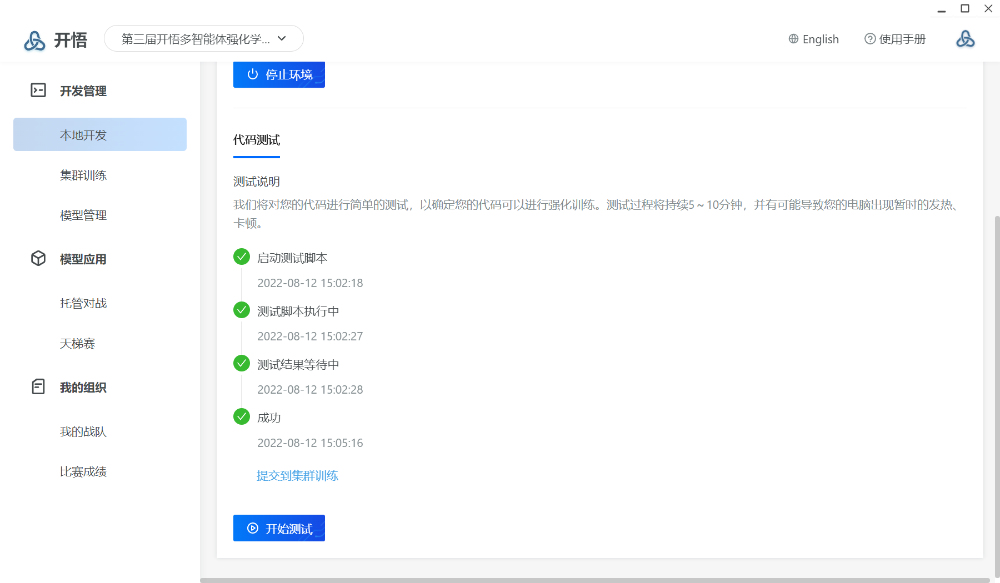 开悟
第三届开悟多智能体强化学...
English
使用手册
开发管理
本地开发
集群训练
模型管理
模型应用
托管对战
天梯赛
我的组织
我的战队
比赛成绩
停止环境
代码测试
测试说明
我们将对您的代码进行简单的测试，以确定您的代码可以进行强化训练。测试过程将持续5～10分钟，并有可能导致您的电脑出现暂时的发热、
卡顿。
启动测试脚本
2022-08-12 15:02:18
测试脚本执行中
2022-08-12 15:02:27
测试结果等待中
2022-08-12 15:02:28
成功
2022-08-12 15:05:16
提交到集群训练
开始测试